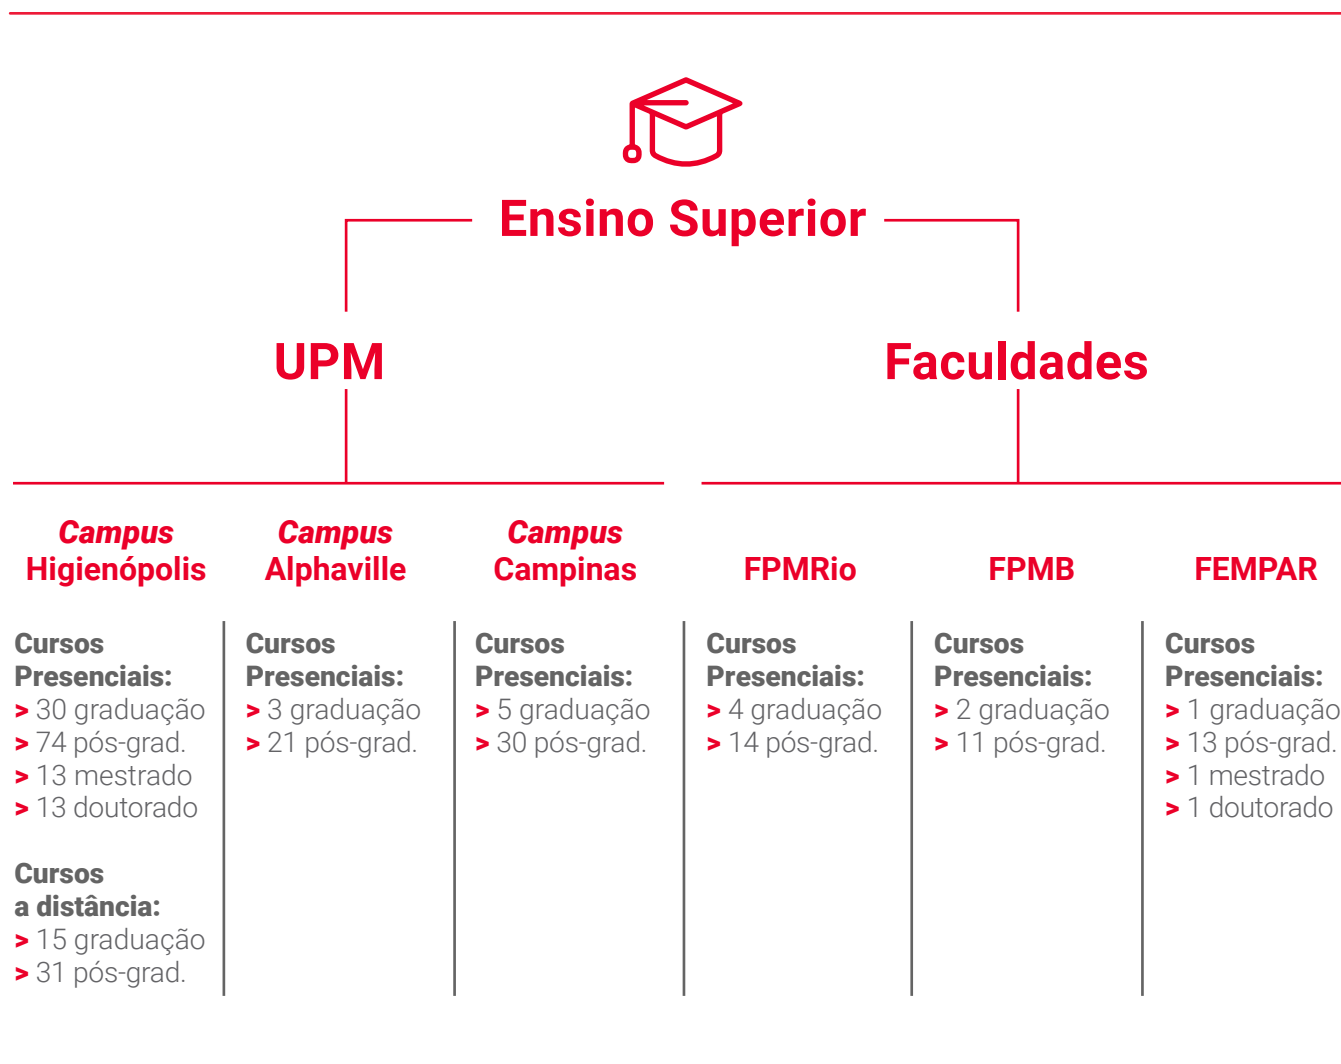 Ensino Superior
UPM
Faculdades
Campus
Higienópolis
Cursos
Presenciais:
> 30 graduação
> 74 pós-grad.
> 13 mestrado
> 13 doutorado
Cursos
a distância:
> 15 graduação
> 31 pós-grad.
Campus
Alphaville
Cursos
Presenciais:
> 3 graduação
> 21 pós-grad.
Campus
Campinas
Cursos
Presenciais:
> 5 graduação
> 30 pós-grad.
FPMRio
Cursos
Presenciais:
> 4 graduação
> 14 pós-grad.
FPMB
Cursos
Presenciais:
> 2 graduação
> 11 pós-grad.
FEMPAR
Cursos
Presenciais:
> 1 graduação
> 13 pós-grad.
> 1 mestrado
> 1 doutorado